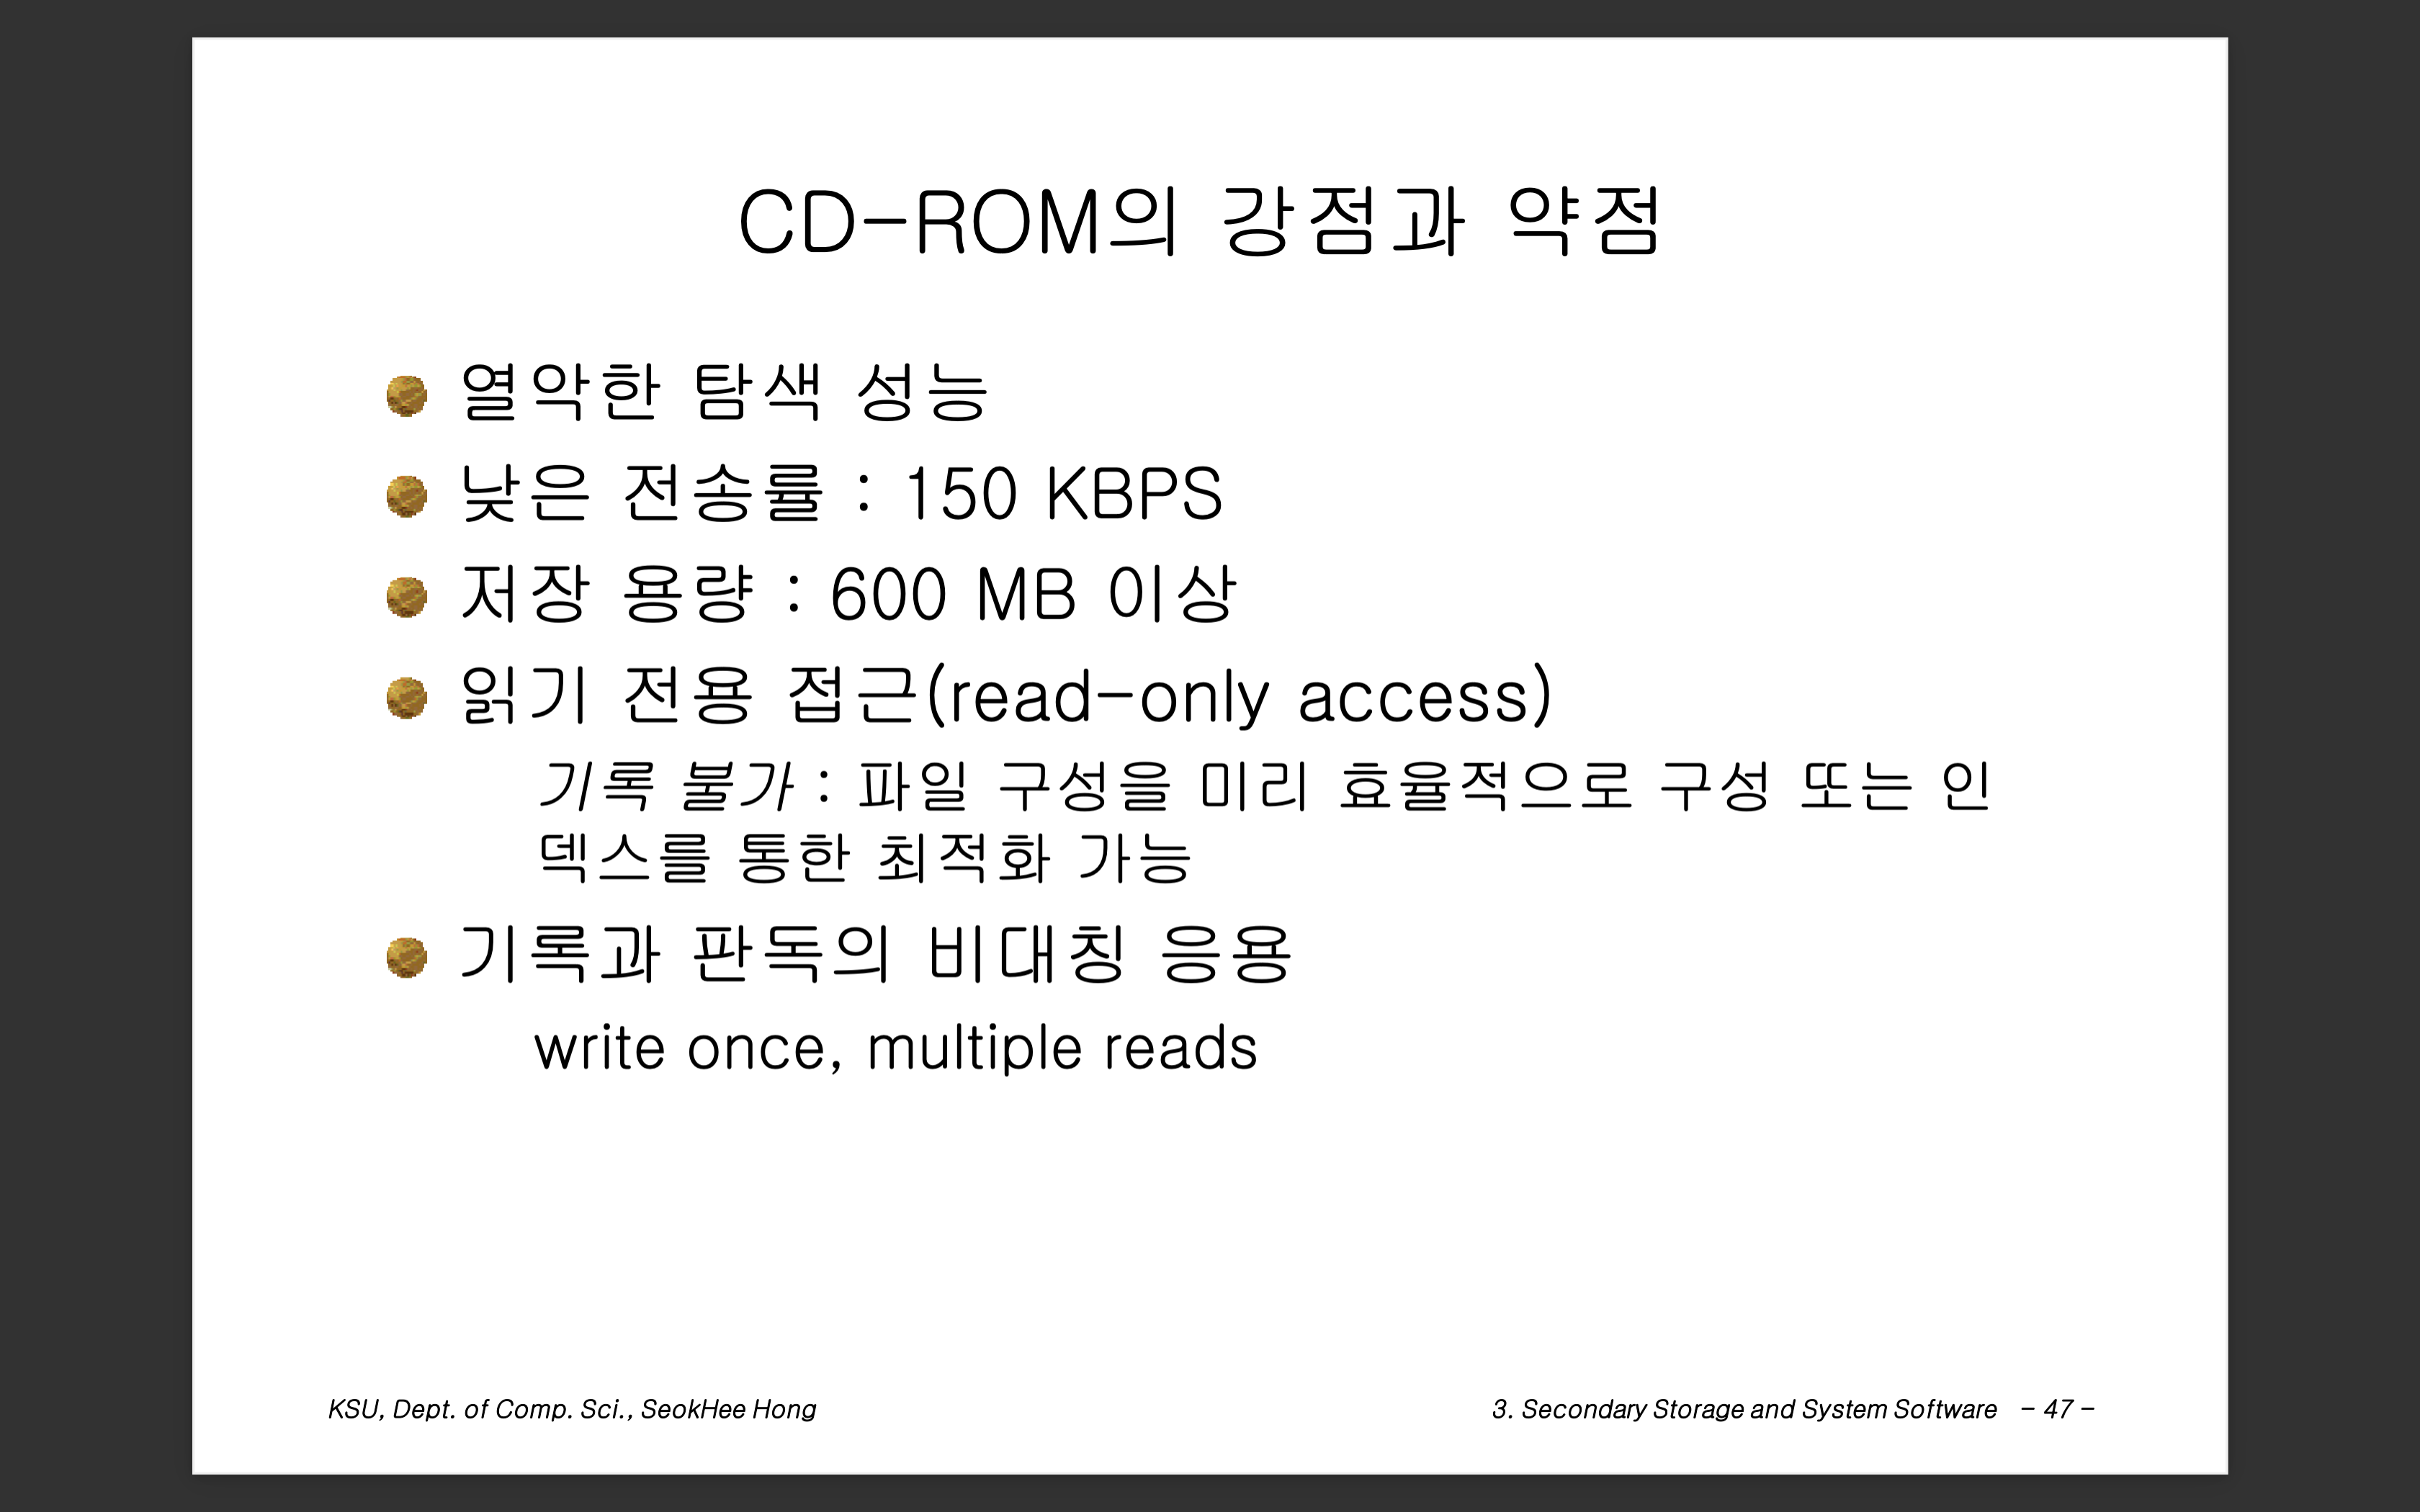 CD-ROM의 강점과 약점
열악한 탐색 성능
낮은 전송률 : 150 KBPS
저장 용량 : 600 MB 이상
읽기 전용 접근(read-only access)
기록 불가 : 파일 구성을 미리 효율적으로 구성 또는 인
덱스를 통한 최적화 가능
기록과 판독의 비대칭 응용
write once, multiple reads
KSU, Dept. of Comp. Sci., SeokHee Hong
3. Secondary Storage and System Software - 47 -